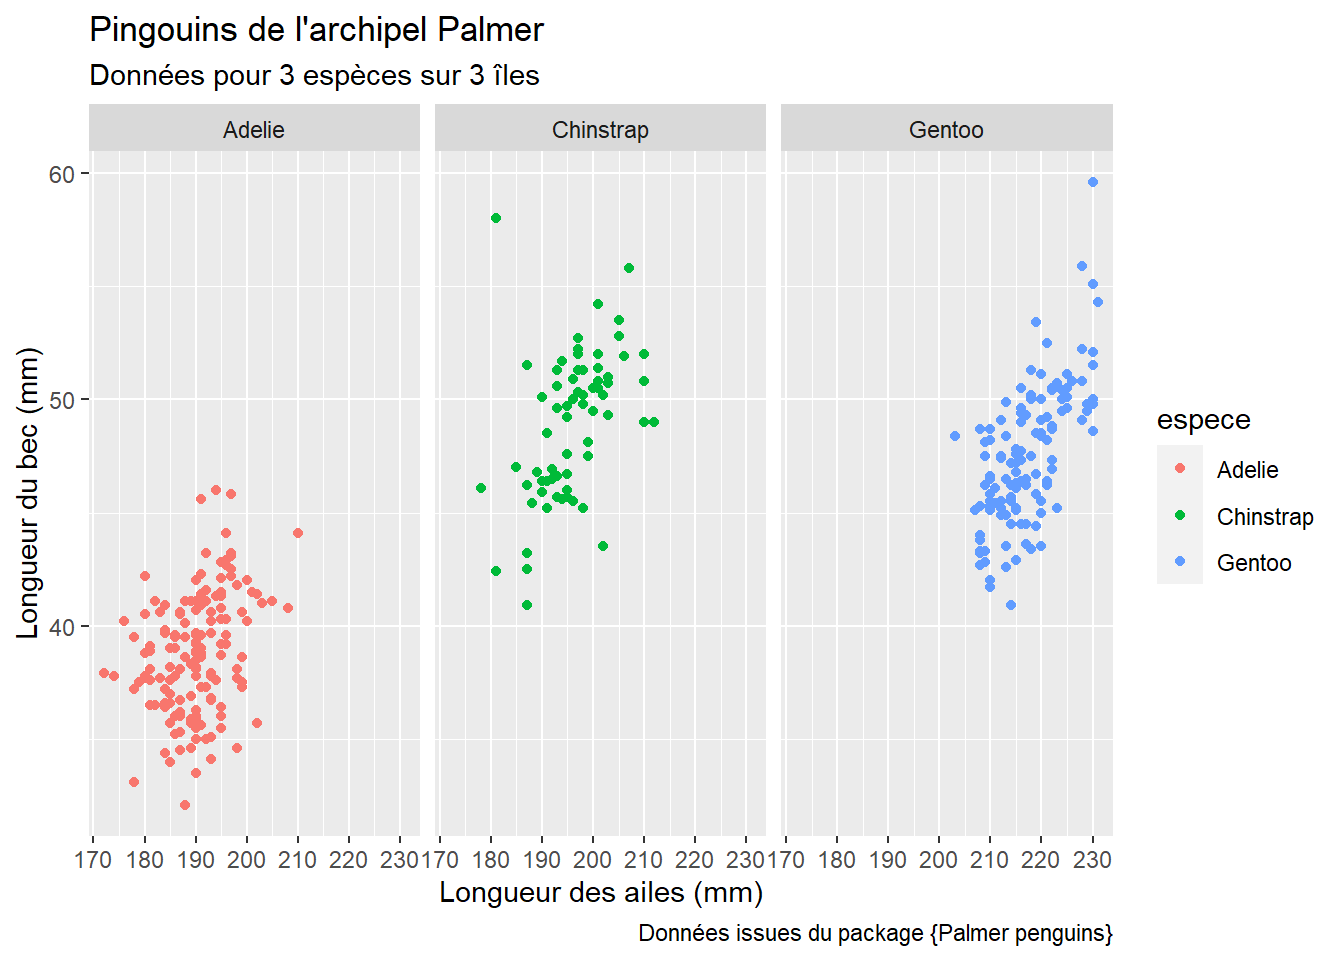 Pingouins de l'archipel Palmer
Données pour 3 espèces sur 3 îles
Adelie Chinstrap Gentoo
60
50
40
Longueur du bec (mm)
170 180 190 200 210 220 230 170 180 190 200 210 220 230 170 180 190 200 210 220 230
Longueur des ailes (mm)
Données issues du package {Palmer penguins}
espece
Adelie
Chinstrap
Gentoo